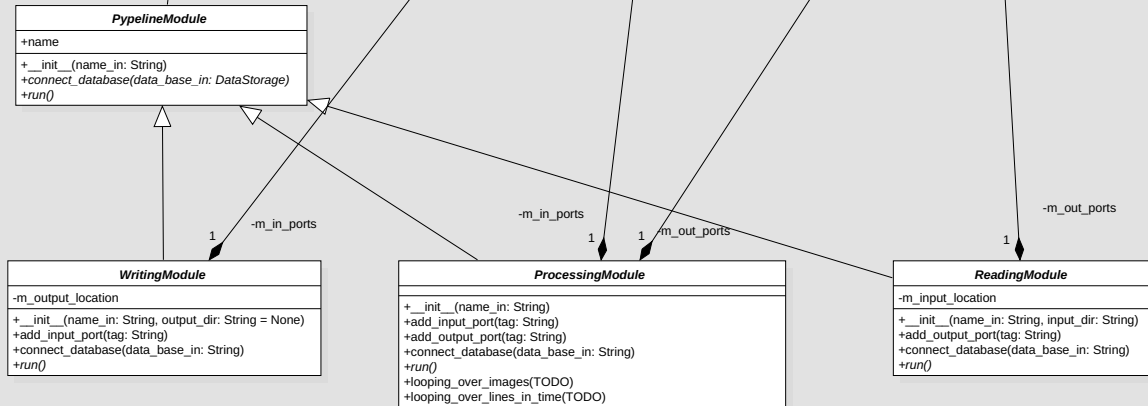 PypelineModule
+name
+__init__(name_in: String)
+connect_database(data_base_in: DataStorage)
+run()
-m_in_ports
1
-m_in_ports
1
1
-m_out_ports
-m_out_ports
1
WritingModule
-m_output_location
+__init__(name_in: String, output_dir: String = None)
+add_input_port(tag: String)
+connect_database(data_base_in: String)
+run()
ProcessingModule
+__init__(name_in: String)
+add_input_port(tag: String)
+add_output_port(tag: String)
+connect_database(data_base_in: String)
+run()
+looping_over_images(TODO)
+looping_over_lines_in_time(TODO)
ReadingModule
-m_input_location
+__init__(name_in: String, input_dir: String)
+add_output_port(tag: String)
+connect_database(data_base_in: String)
+run()